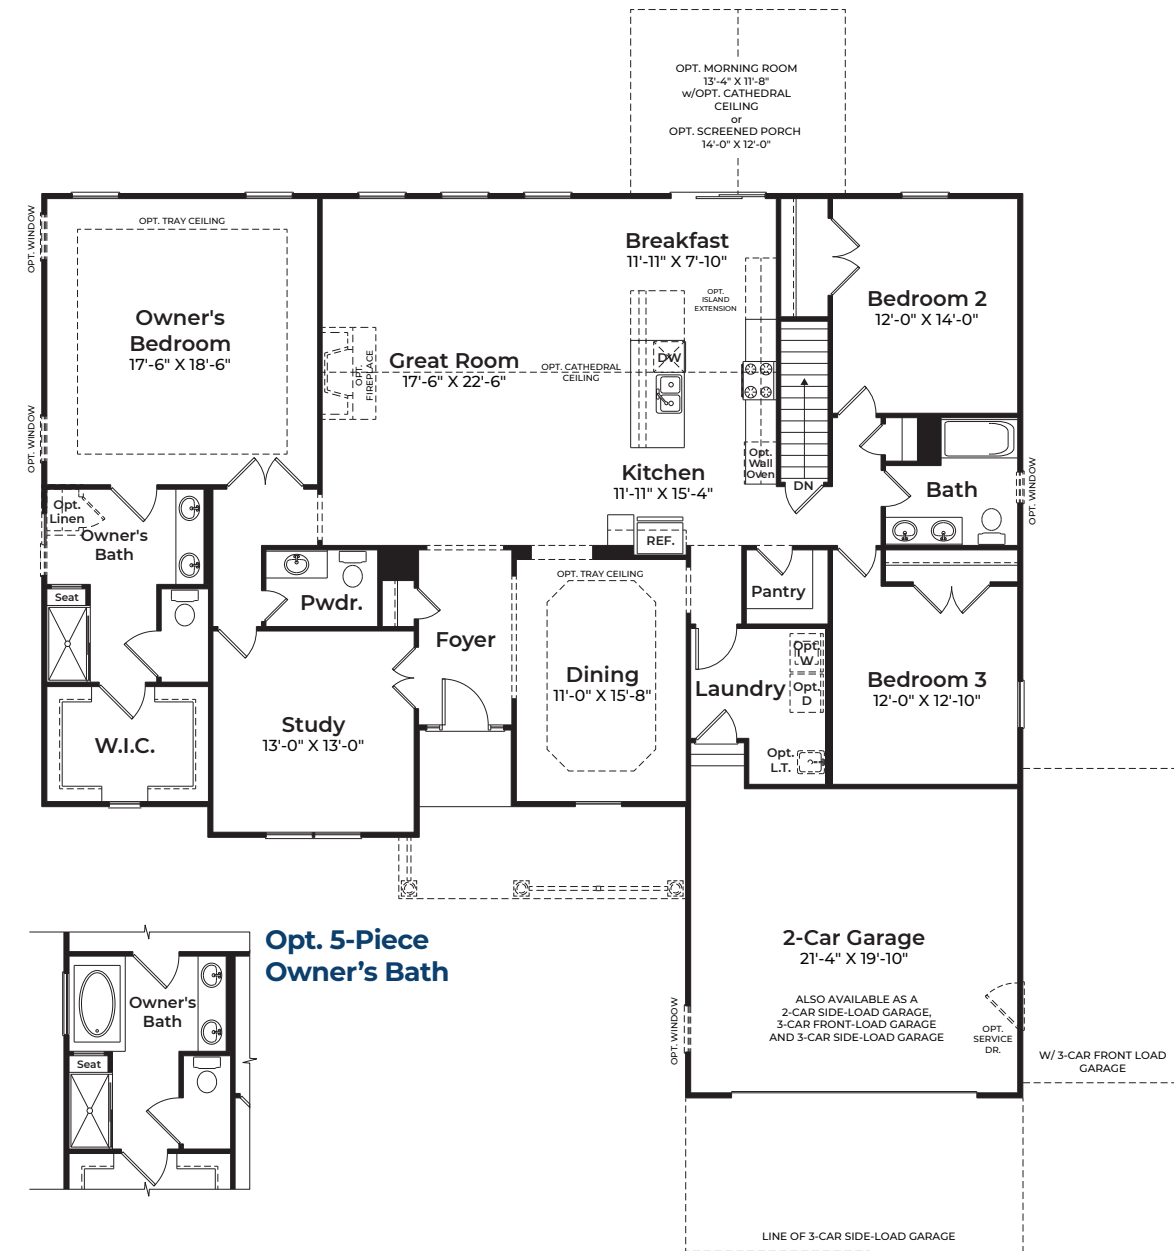 OPT. MORNING ROOM
13'-4" X 11'-8"
w/OPT. CATHEDRAL
CEILING
or
OPT. SCREENED PORCH
14'-0" X 12'-0"
OPT. WINDOW
OPT. TRAY CEILING
Owner's
Bedroom
17'-6" X 18'-6"
OPT. WINDOW
Great Room
17'-6" X 22'-6"
OPT.
FIREPLACE
OPT. CATHEDRAL
CEILING
Breakfast
11'-11" X 7'-10"
OPT.
ISLAND
EXTENSION
DW
Kitchen
11'-11" X 15'-4"
Opt.
Wall
Oven
REF.
DN
Bedroom 2
12'-0" X 14'-0"
Bath
OPT. WINDOW
Opt.
Linen
Owner's
Bath
Seat
W.I.C.
Pwdr.
Foyer
Study
13'-0" X 13'-0"
OPT. TRAY CEILING
Dining
11'-0" X 15'-8"
Pantry
Laundry
Opt.
W
Opt.
D
Opt.
L.T.
Bedroom 3
12'-0" X 12'-10"
2-Car Garage
21'-4" X 19'-10"
ALSO AVAILABLE AS A
2-CAR SIDE-LOAD GARAGE,
3-CAR FRONT-LOAD GARAGE
AND 3-CAR SIDE-LOAD GARAGE
OPT. WINDOW
OPT.
SERVICE
DR.
W/ 3-CAR FRONT LOAD
GARAGE
LINE OF 3-CAR SIDE-LOAD GARAGE
Opt. 5-Piece
Owner’s Bath
Owner's
Bath
Seat